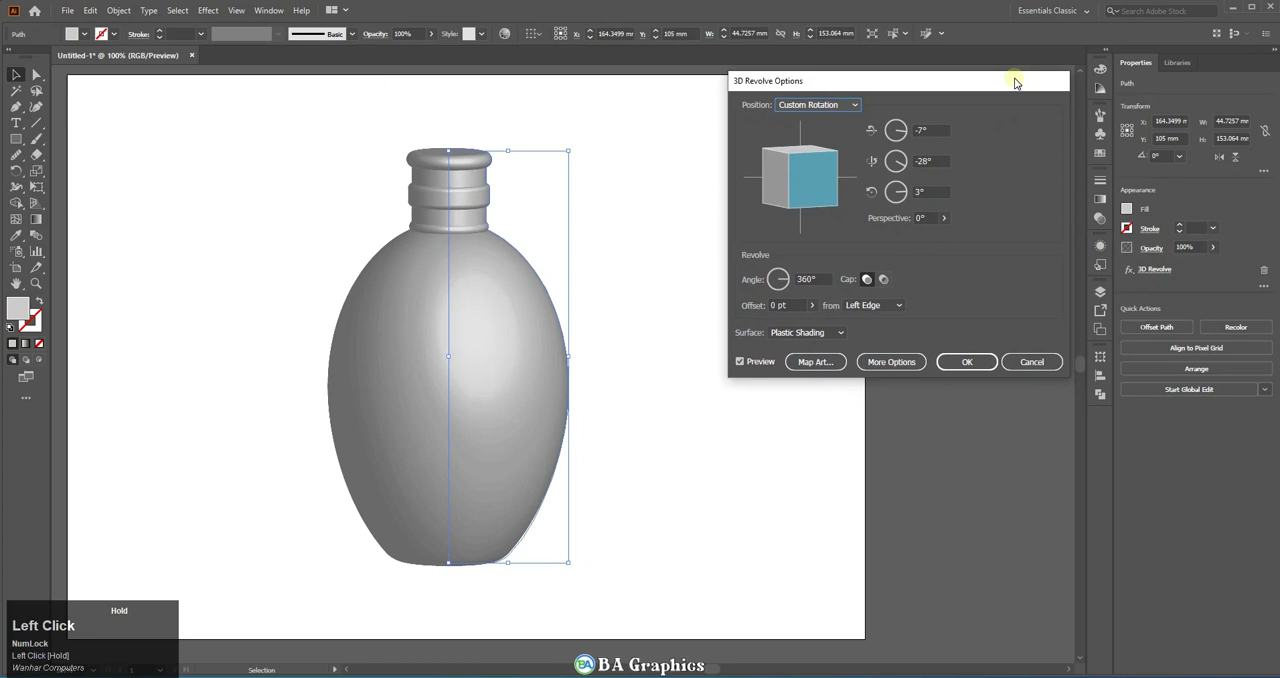 Ai File Edit Object Type Select Effect View Window Help Essentials Classic Search Adobe Stock
Path Stroke: Basic Opacity: 100% Style: X: 164.3499 m Y: 105 mm W: 44.7257 mm H: 153.064 mm
Untitled-1* @ 100% (RGB/Preview) ×
Properties Libraries
3D Revolve Options
Path
Position: Custom Rotation
Transform
X: 164.3499 m W: 44.7257 mm
Y: 105 mm H: 153.064 mm
0°
-7°
-28°
3°
Perspective: 0°
Appearance
Fill
Stroke
Opacity 100%
fx 3D Revolve
Revolve
Angle: 360° Cap:
Offset: 0 pt from Left Edge
Surface: Plastic Shading
Preview Map Art... More Options OK Cancel
Quick Actions
Offset Path Recolor
Align to Pixel Grid
Arrange
Start Global Edit
Hold
Left Click
NumLock
Left Click [Hold]
Wanhar Computers
1 Selection
BA BA Graphics